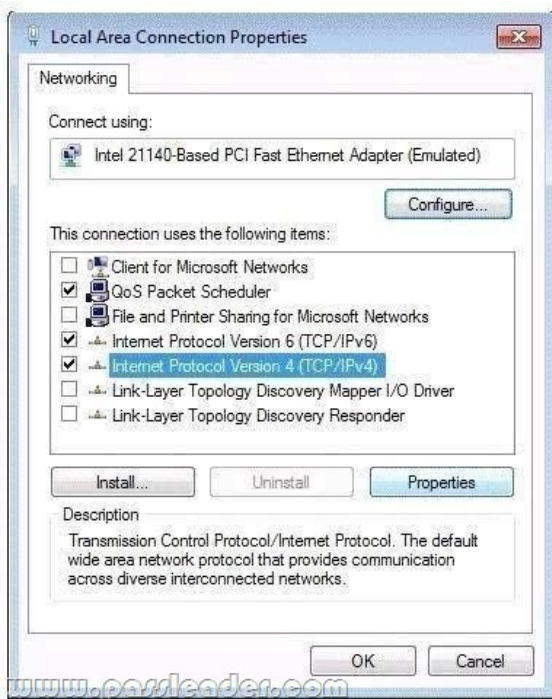 Local Area Connection Properties
Networking
Connect using:
Intel 21140-Based PCI Fast Ethernet Adapter (Emulated)
Configure...
This connection uses the following items:
Client for Microsoft Networks
QoS Packet Scheduler
File and Printer Sharing for Microsoft Networks
Internet Protocol Version 6 (TCP/IPv6)
Internet Protocol Version 4 (TCP/IPv4)
Link-Layer Topology Discovery Mapper I/O Driver
Link-Layer Topology Discovery Responder
Install...
Uninstall
Properties
Description
Transmission Control Protocol/Internet Protocol. The default
wide area network protocol that provides communication
across diverse interconnected networks.
OK
Cancel
www.passleader.com